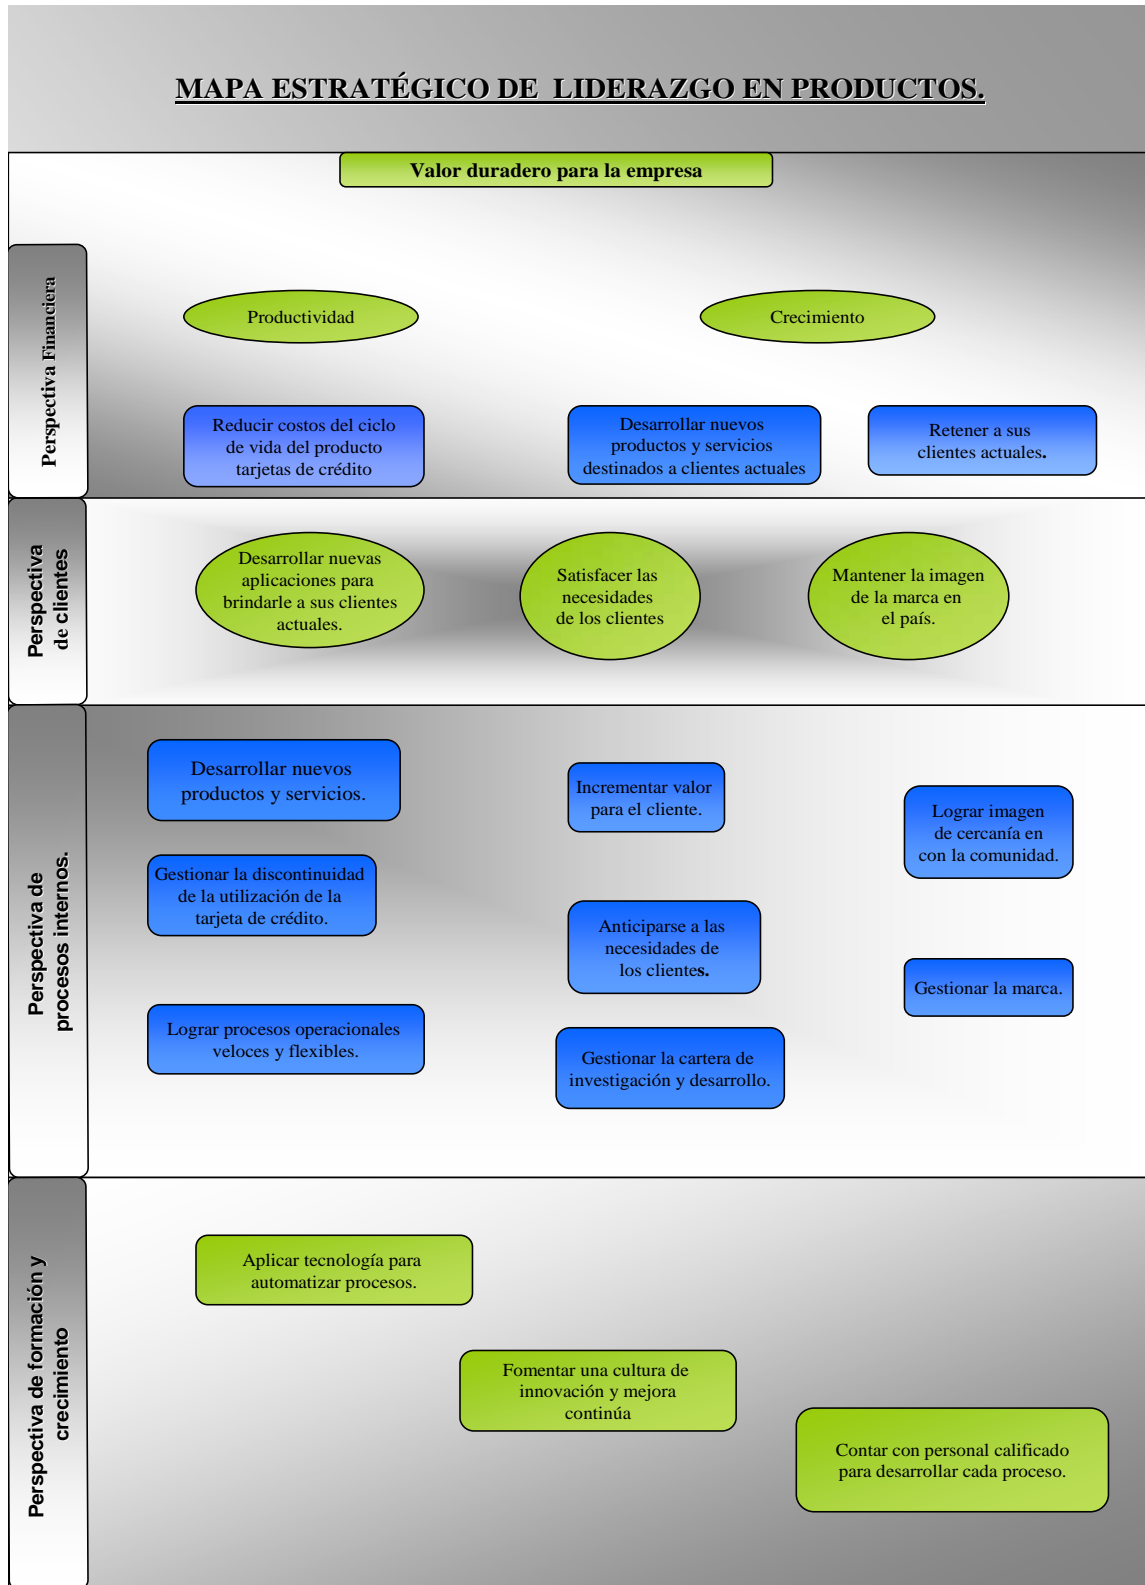 MAPA ESTRATÉGICO DE LIDERAZGO EN PRODUCTOS.
Valor duradero para la empresa
Perspectiva Financiera
Productividad
Crecimiento
Reducir costos del ciclo
de vida del producto
tarjetas de crédito
Desarrollar nuevos
productos y servicios
destinados a clientes actuales
Retener a sus
clientes actuales.
Perspectiva
de clientes
Desarrollar nuevas
aplicaciones para
brindarle a sus clientes
actuales.
Satisfacer las
necesidades
de los clientes
Mantener la imagen
de la marca en
el país.
Perspectiva de
procesos internos.
Desarrollar nuevos
productos y servicios.
Incrementar valor
para el cliente.
Lograr imagen
de cercanía en
con la comunidad.
Gestionar la discontinuidad
de la utilización de la
tarjeta de crédito.
Anticiparse a las
necesidades de
los clientes.
Gestionar la marca.
Lograr procesos operacionales
veloces y flexibles.
Gestionar la cartera de
investigación y desarrollo.
Perspectiva de formación y
crecimiento
Aplicar tecnología para
automatizar procesos.
Fomentar una cultura de
innovación y mejora
continúa
Contar con personal calificado
para desarrollar cada proceso.